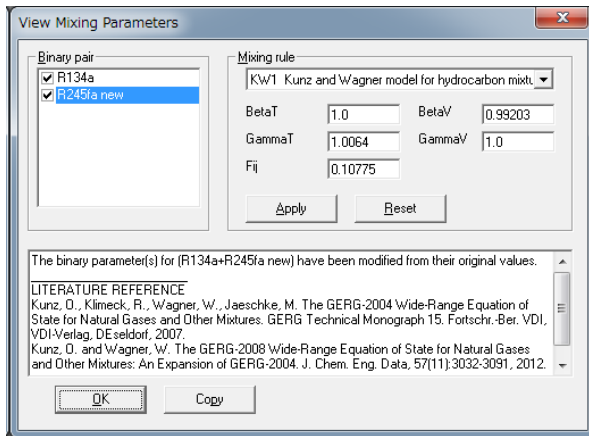 View Mixing Parameters
Binary pair
R134a
R245fa new
Mixing rule
KW1 Kunz and Wagner model for hydrocarbon mixtu
BetaT 1.0 BetaV 0.99203
GammaT 1.0064 GammaV 1.0
Fij 0.10775
Apply Reset
The binary parameter(s) for (R134a+R245fa new) have been modified from their original values.
LITERATURE REFERENCE
Kunz, O., Klimeck, R., Wagner, W., Jaeschke, M. The GERG-2004 Wide-Range Equation of
State for Natural Gases and Other Mixtures. GERG Technical Monograph 15. Fortschr.-Ber. VDI,
VDI-Verlag, DEseldorf, 2007.
Kunz, O. and Wagner, W. The GERG-2008 Wide-Range Equation of State for Natural Gases
and Other Mixtures: An Expansion of GERG-2004. J. Chem. Eng. Data, 57(11):3032-3091, 2012.
OK Copy